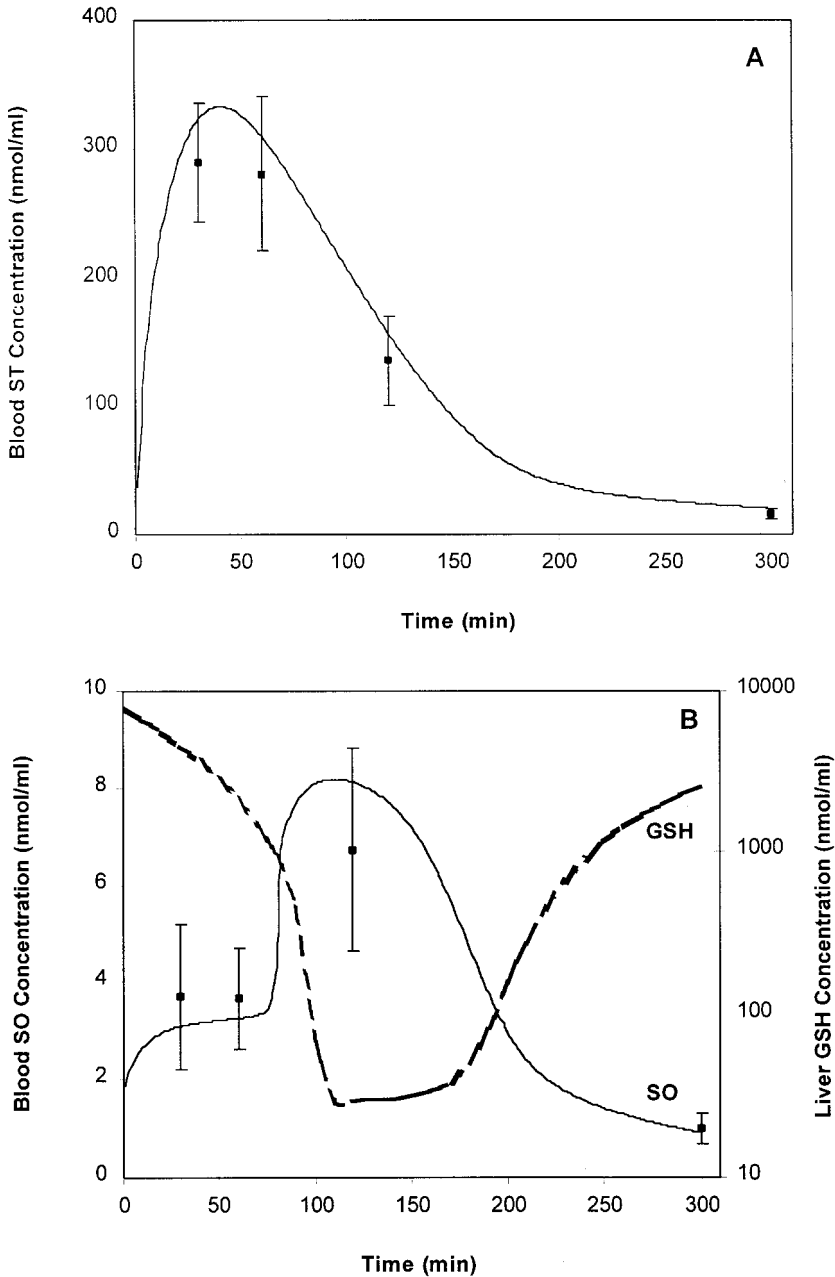 A
Blood ST Concentration (nmol/ml)
400
300
200
100
0
0 50 100 150 200 250 300
Time (min)
B
Blood SO Concentration (nmol/ml)
10
8
6
4
2
0
GSH
SO
10000
1000
100
10
Liver GSH Concentration (nmol/ml)
0 50 100 150 200 250 300
Time (min)